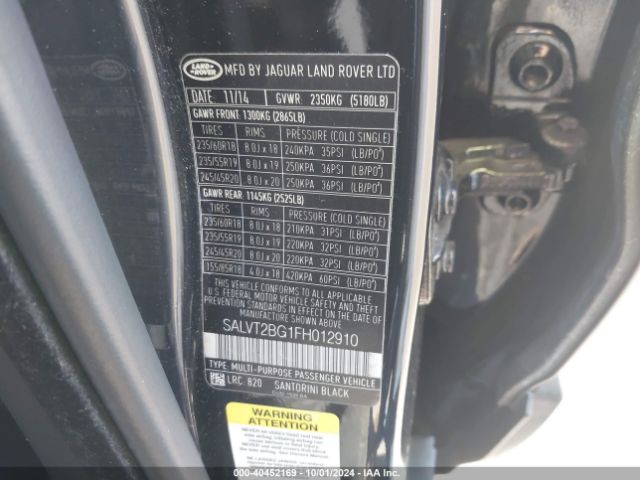 LAND ROVER
MFD BY JAGUAR LAND ROVER LTD
DATE: 11/14 GVWR: 2350KG (5180LB)
GAWR FRONT: 1300KG (2865LB)
TIRES RIMS PRESSURE (COLD SINGLE)
235/60R18 8.0J x 18 240KPA 35PSI (LB/PO²)
235/55R19 8.0J x 19 250KPA 36PSI (LB/PO²)
245/45R20 8.0J x 20 250KPA 36PSI (LB/PO²)
GAWR REAR: 1145KG (2525LB)
TIRES RIMS PRESSURE (COLD SINGLE)
235/60R18 8.0J x 18 210KPA 31PSI (LB/PO²)
235/55R19 8.0J x 19 220KPA 32PSI (LB/PO²)
245/45R20 8.0J x 20 220KPA 32PSI (LB/PO²)
155/85R18 4.0J x 18 420KPA 60PSI (LB/PO²)
THIS VEHICLE CONFORMS TO ALL APPLICABLE
U.S. FEDERAL MOTOR VEHICLE SAFETY, BUMPER, AND THEFT
PREVENTION STANDARDS IN EFFECT ON THE DATE OF
MANUFACTURE SHOWN ABOVE
SALVT2BG1FH012910
TYPE: MULTI-PURPOSE PASSENGER VEHICLE
LRC: 820 SANTORINI BLACK
WARNING
000-40452169 - 10/01/2024 - IAA Holdings, LLC